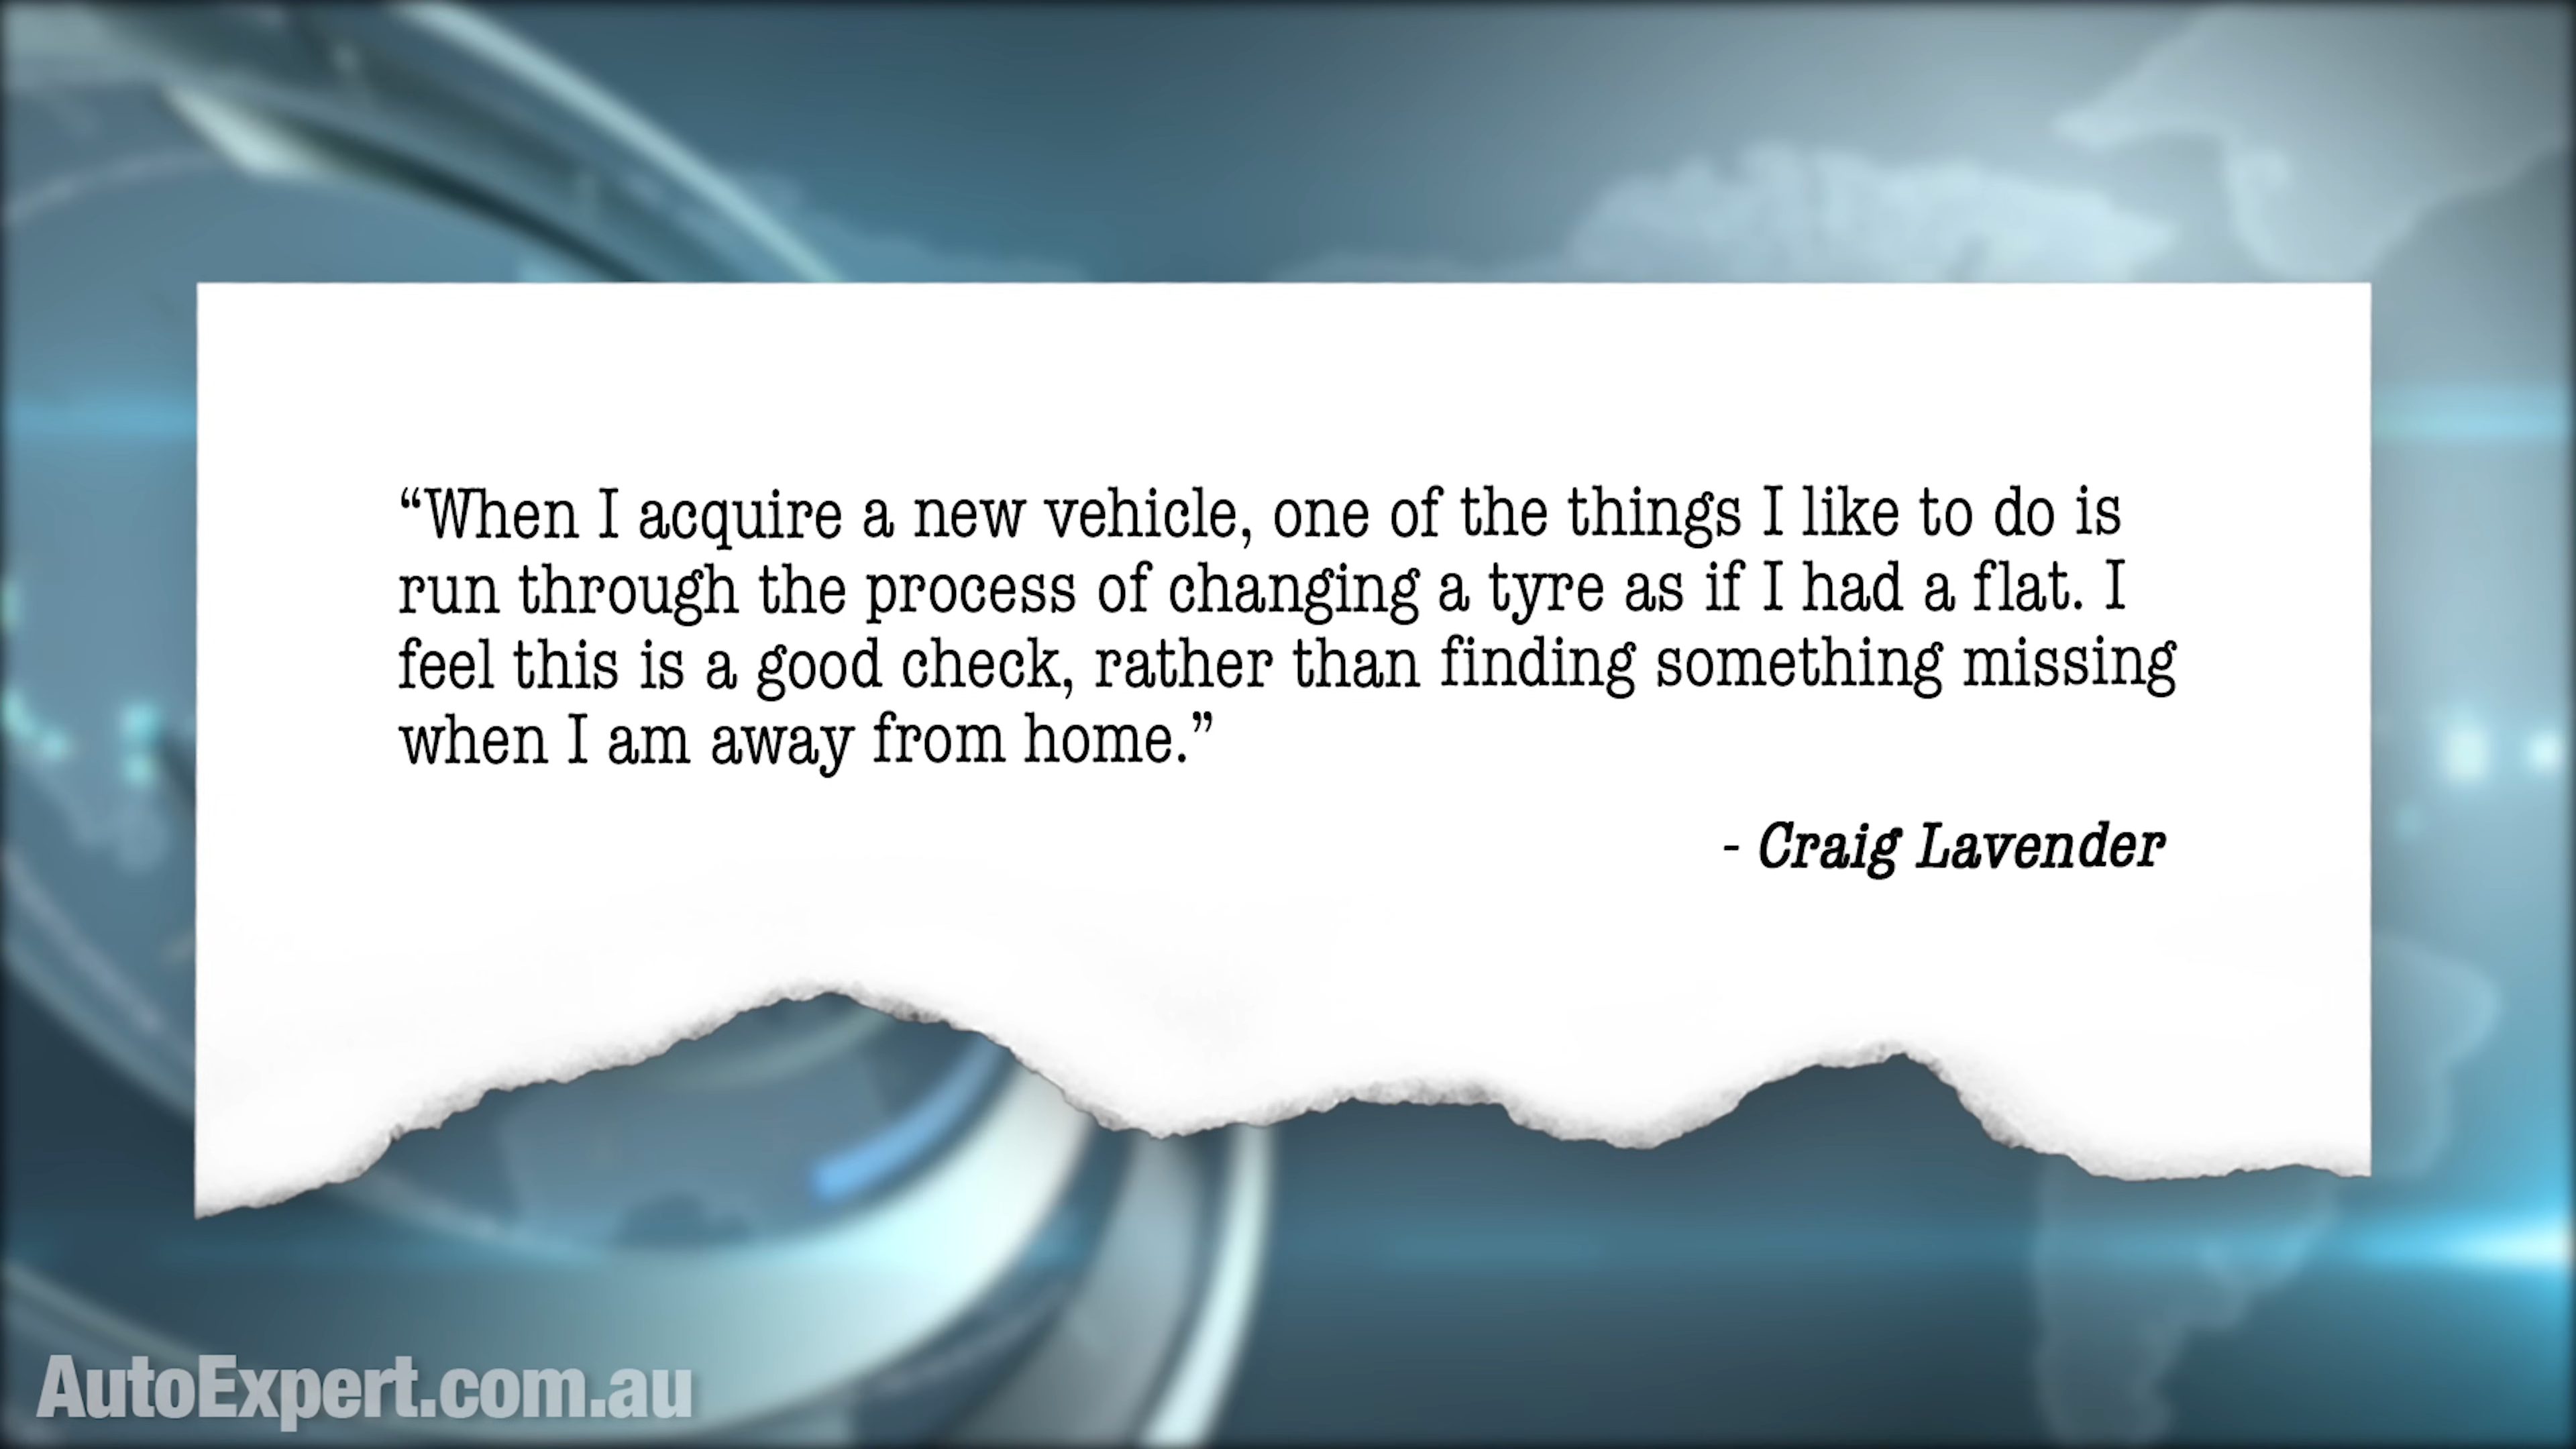 “When I acquire a new vehicle, one of the things I like to do is
run through the process of changing a tyre as if I had a flat. I
feel this is a good check, rather than finding something missing
when I am away from home.”
- Craig Lavender
AutoExpert.com.au